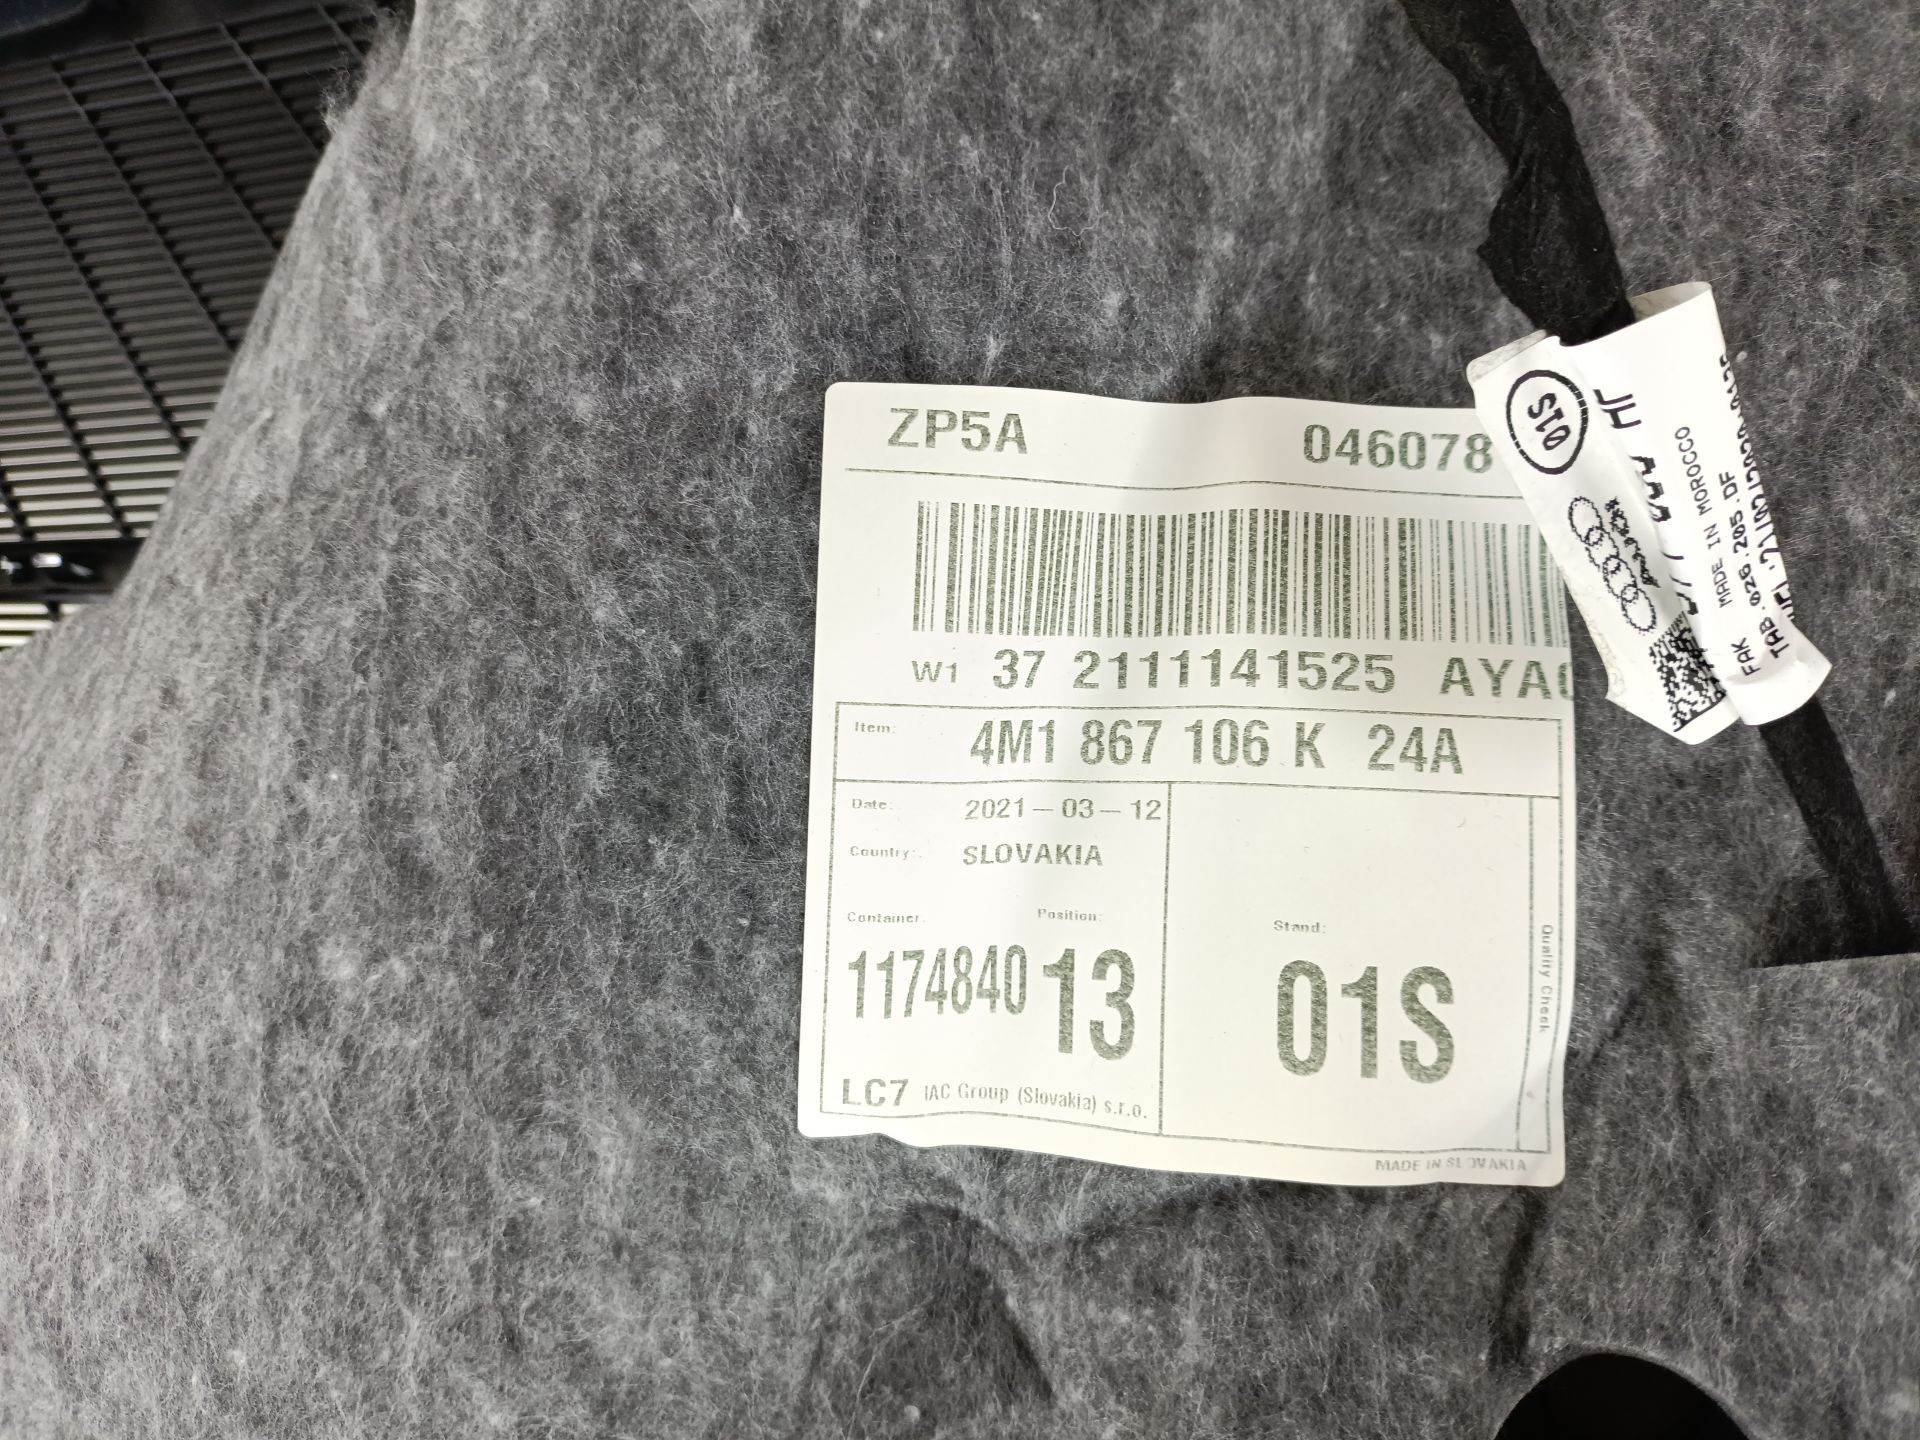 ZP5A 046078
W1 37 2111141525 AYA
Item: 4M1 867 106 K 24A
Date: 2021-03-12
Country: SLOVAKIA
Container: Position: Stand:
1174840 13 01S
LC7 IAC Group (Slovakia) s.r.o.
Quality Check
MADE IN SLOVAKIA
01S
MADE IN MOROCCO
FAK
TAB.026 205.DF